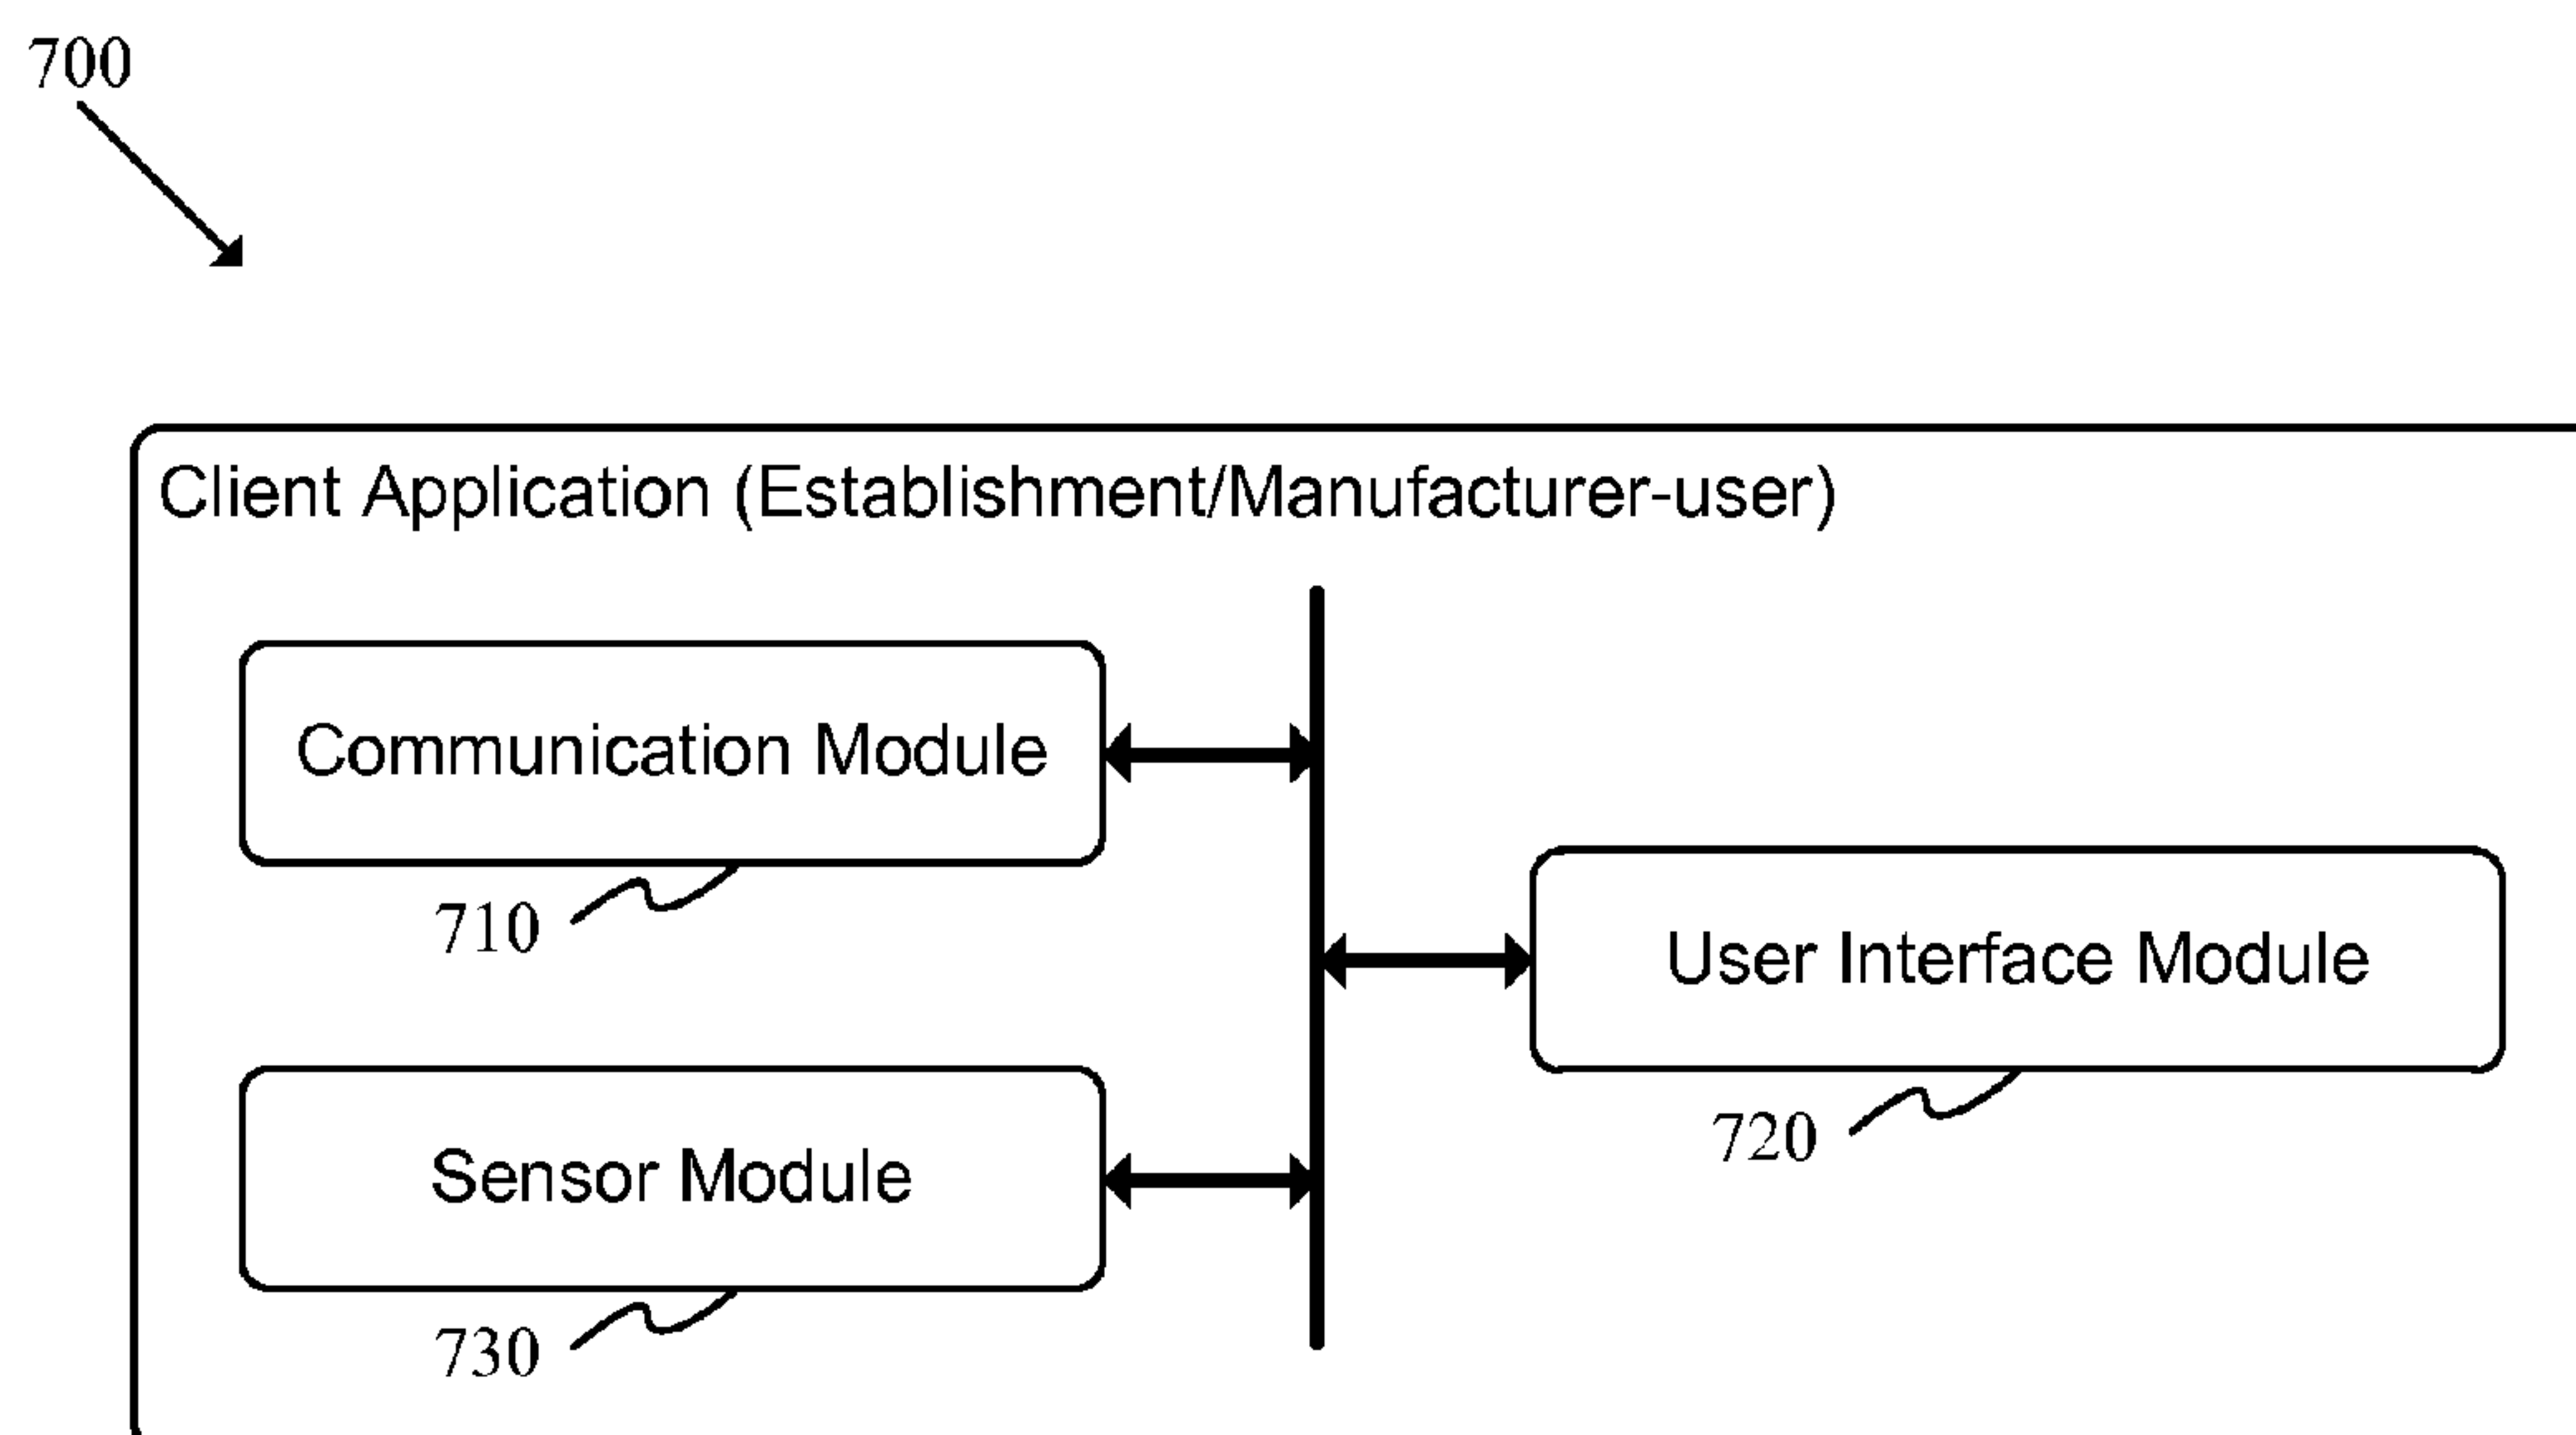 700
Client Application (Establishment/Manufacturer-user)
Communication Module
710
User Interface Module
720
Sensor Module
730